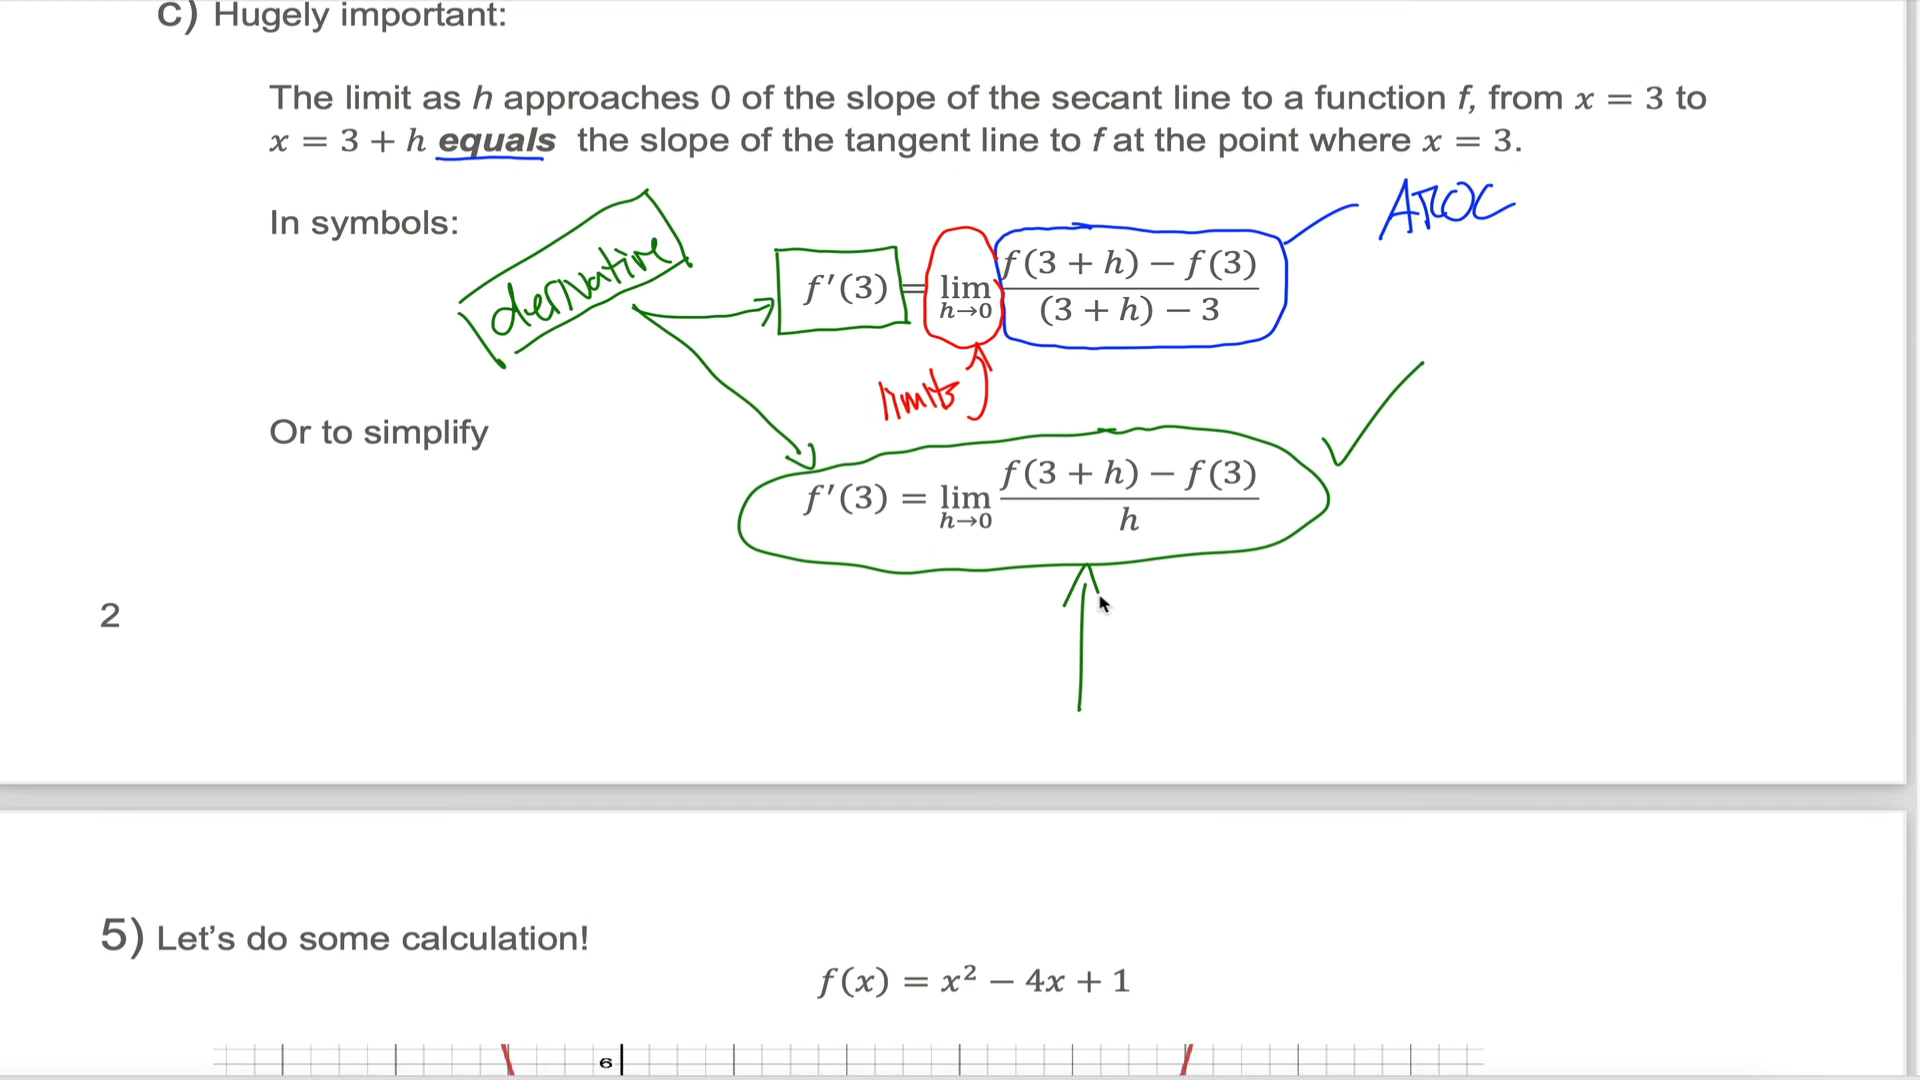 C) Hugely important:
The limit as h approaches 0 of the slope of the secant line to a function f, from x = 3 to
x = 3 + h equals the slope of the tangent line to f at the point where x = 3.
AROC
In symbols:
derivative
f′(3) = lim h→0 f(3 + h) − f(3) / (3 + h) − 3
limits
Or to simplify
f′(3) = lim h→0 f(3 + h) − f(3) / h
2
5) Let’s do some calculation!
f(x) = x² − 4x + 1
6